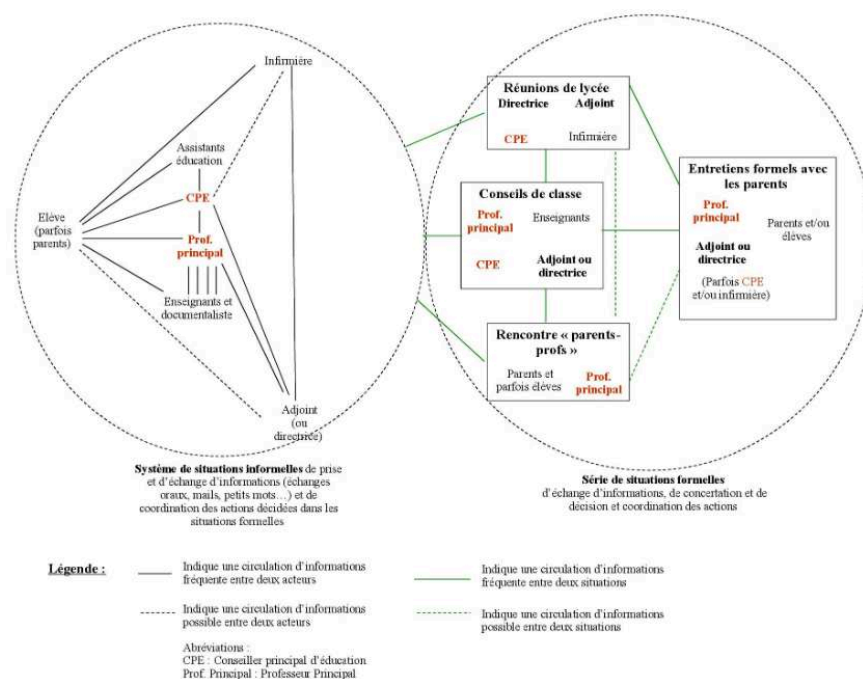 Infirmière
Assistants
éducation
CPE
Elève
(parfois
parents)
Prof.
principal
Enseignants et
documentaliste
Adjoint
(ou
directrice)
Système de situations informelles de prise
et d'échange d'informations (échanges
oraux, mails, petits mots…) et de
coordination des actions décidées dans les
situations formelles
Réunions de lycée
Directrice Adjoint
CPE Infirmière
Conseils de classe
Prof.
principal
Enseignants
CPE
Adjoint ou
directrice
Rencontre « parents-
profs »
Parents et
parfois élèves
Prof.
principal
Entretiens formels avec
les parents
Prof.
principal
Parents et/ou
élèves
Adjoint ou
directrice
(Parfois CPE
et/ou infirmière)
Série de situations formelles
d'échange d'informations, de concertation et de
décision et coordination des actions
Légende :
Indique une circulation d'informations
fréquente entre deux acteurs
Indique une circulation d'informations
fréquente entre deux situations
Indique une circulation d'informations
possible entre deux acteurs
Indique une circulation d'informations
possible entre deux situations
Abréviations :
CPE : Conseiller principal d'éducation
Prof. Principal : Professeur Principal